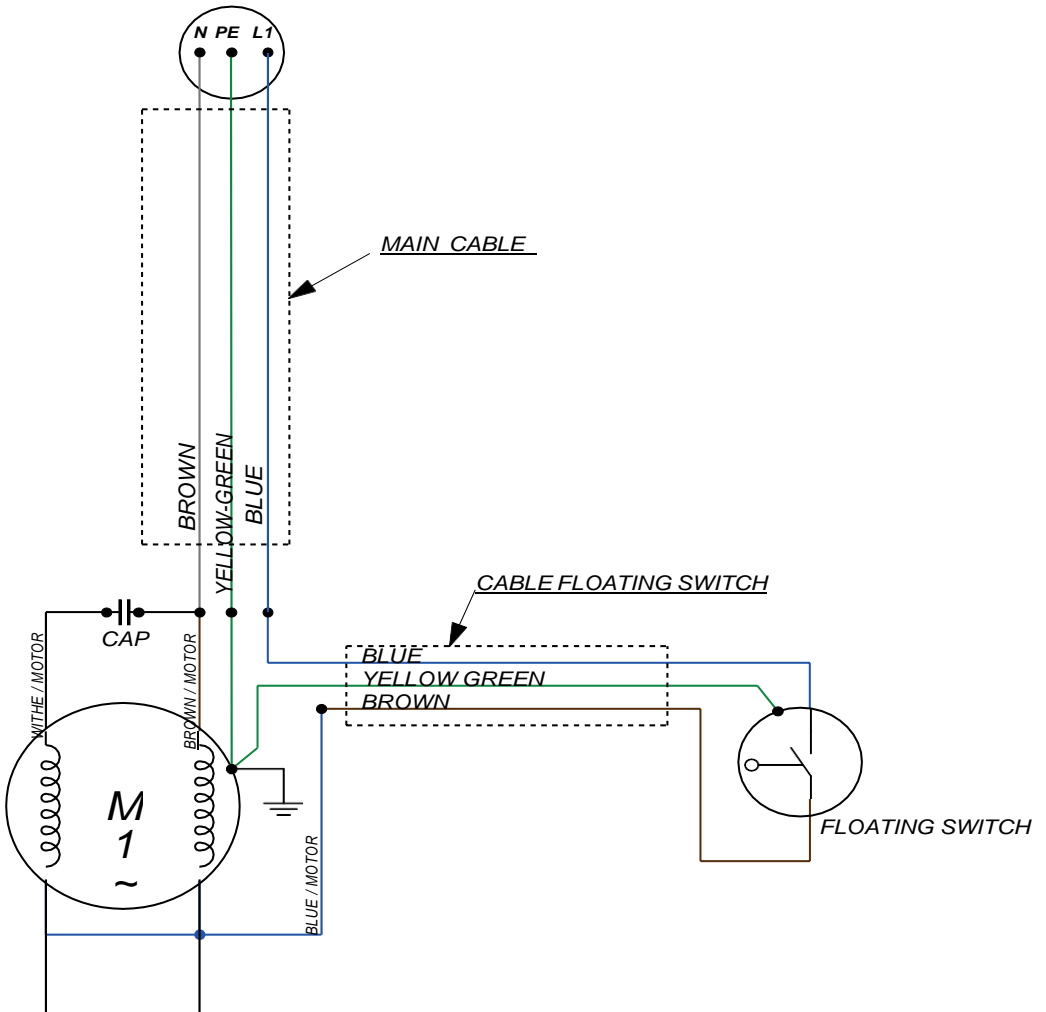 N PE L1
MAIN CABLE
BROWN
YELLOW-GREEN
BLUE
CABLE FLOATING SWITCH
CAP
WITHE / MOTOR
BROWN / MOTOR
BLUE
YELLOW GREEN
BROWN
M
1
~
FLOATING SWITCH
BLUE / MOTOR